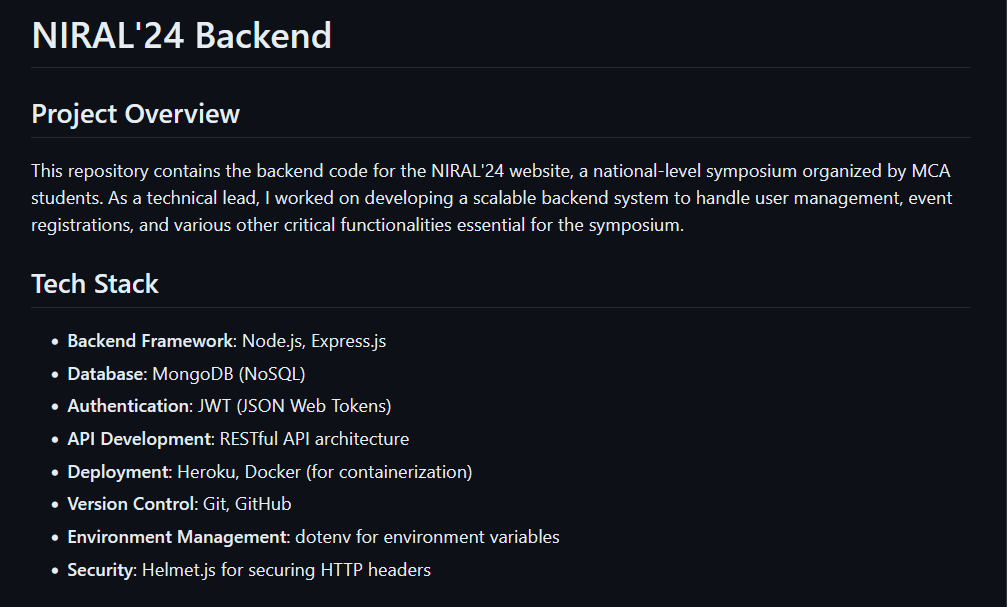 NIRAL'24 Backend
Project Overview
This repository contains the backend code for the NIRAL'24 website, a national-level symposium organized by MCA
students. As a technical lead, I worked on developing a scalable backend system to handle user management, event
registrations, and various other critical functionalities essential for the symposium.
Tech Stack
• Backend Framework: Node.js, Express.js
• Database: MongoDB (NoSQL)
• Authentication: JWT (JSON Web Tokens)
• API Development: RESTful API architecture
• Deployment: Heroku, Docker (for containerization)
• Version Control: Git, GitHub
• Environment Management: dotenv for environment variables
• Security: Helmet.js for securing HTTP headers